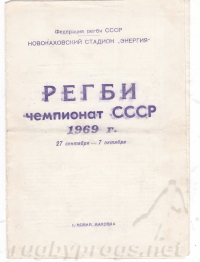 Федерация регби СССР
НОВОКАХОВСКИЙ СТАДИОН „ЭНЕРГИЯ"
РЕГБИ
чемпионат СССР
1969 г.
27 сентября — 7 октября
г. НОВАЯ КАХОВКА
rugbyprogs.net